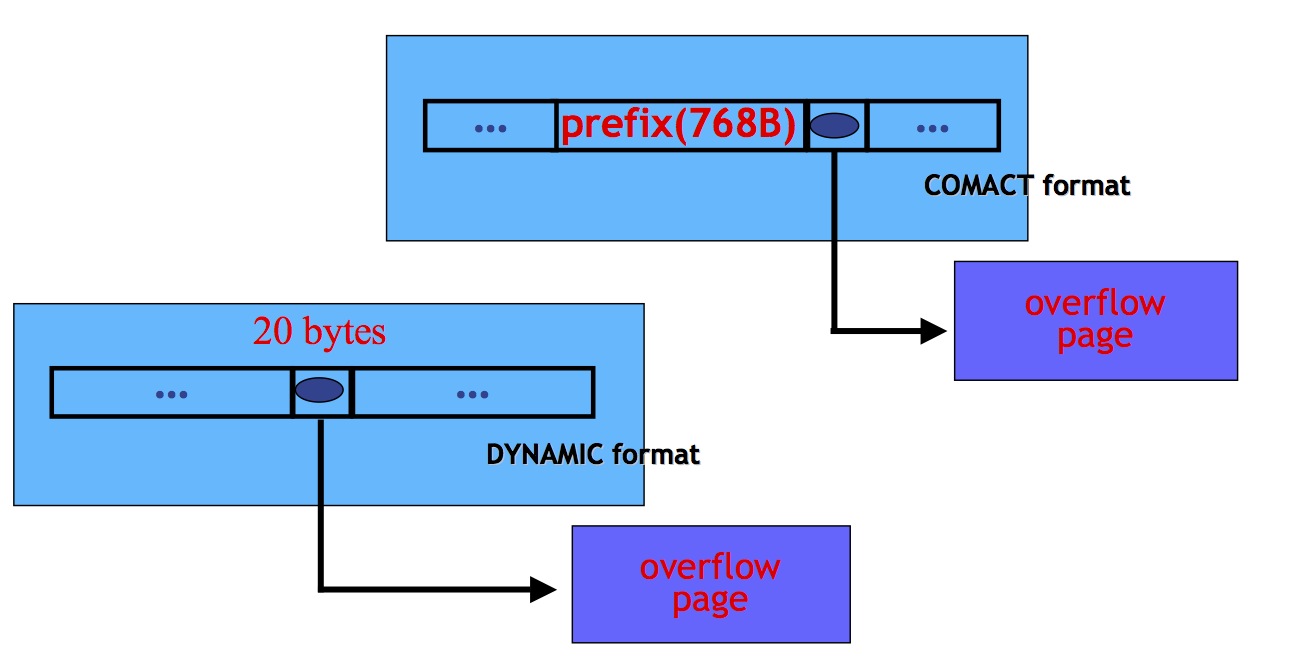 ... prefix(768B) ...
COMACT format
overflow
page
20 bytes
... ...
DYNAMIC format
overflow
page